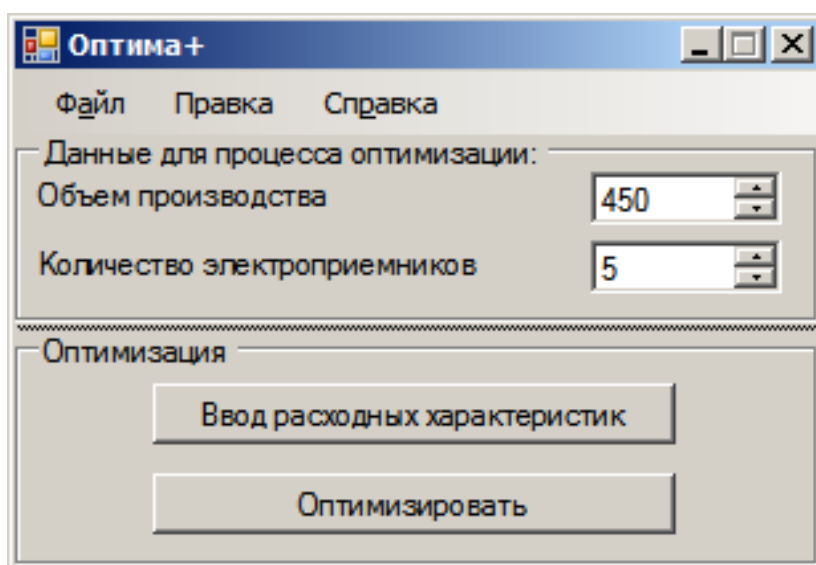 Оптима+
Файл Правка Справка
Данные для процесса оптимизации:
Объем производства 450
Количество электроприемников 5
Оптимизация
Ввод расходных характеристик
Оптимизировать